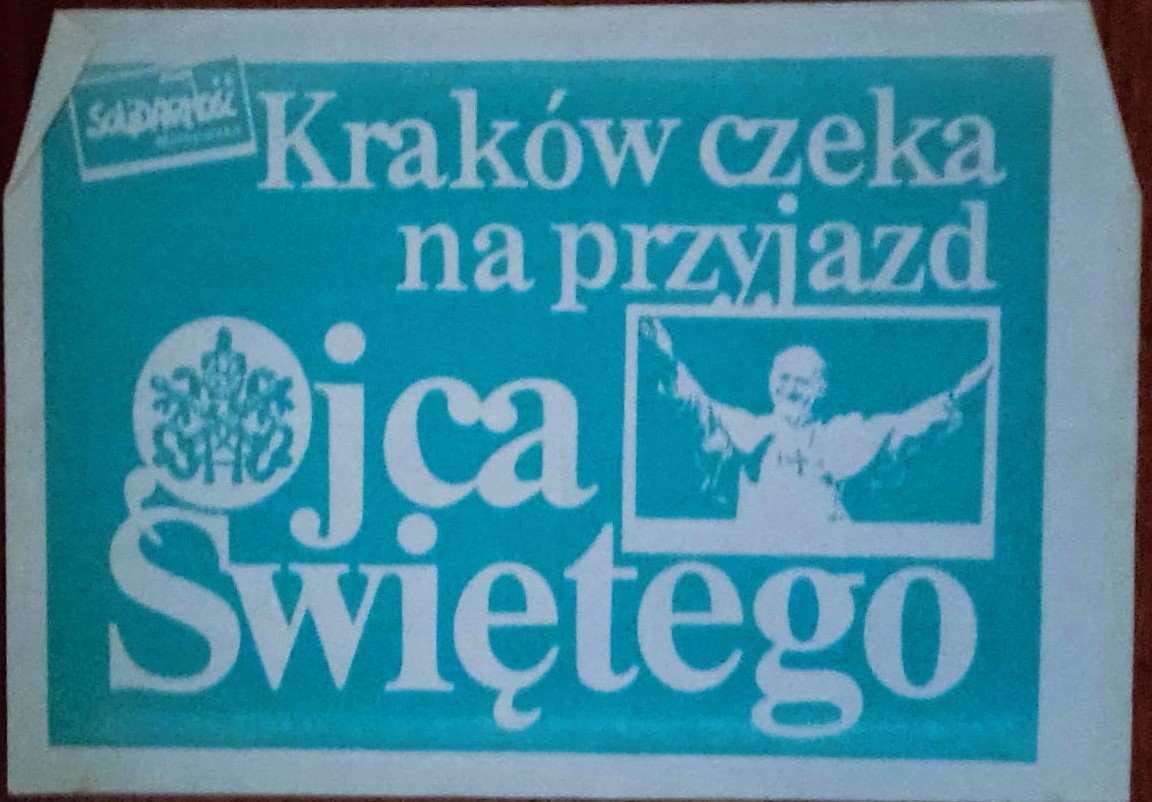 Solidarność
Kraków czeka
na przyjazd
Ojca
Świętego